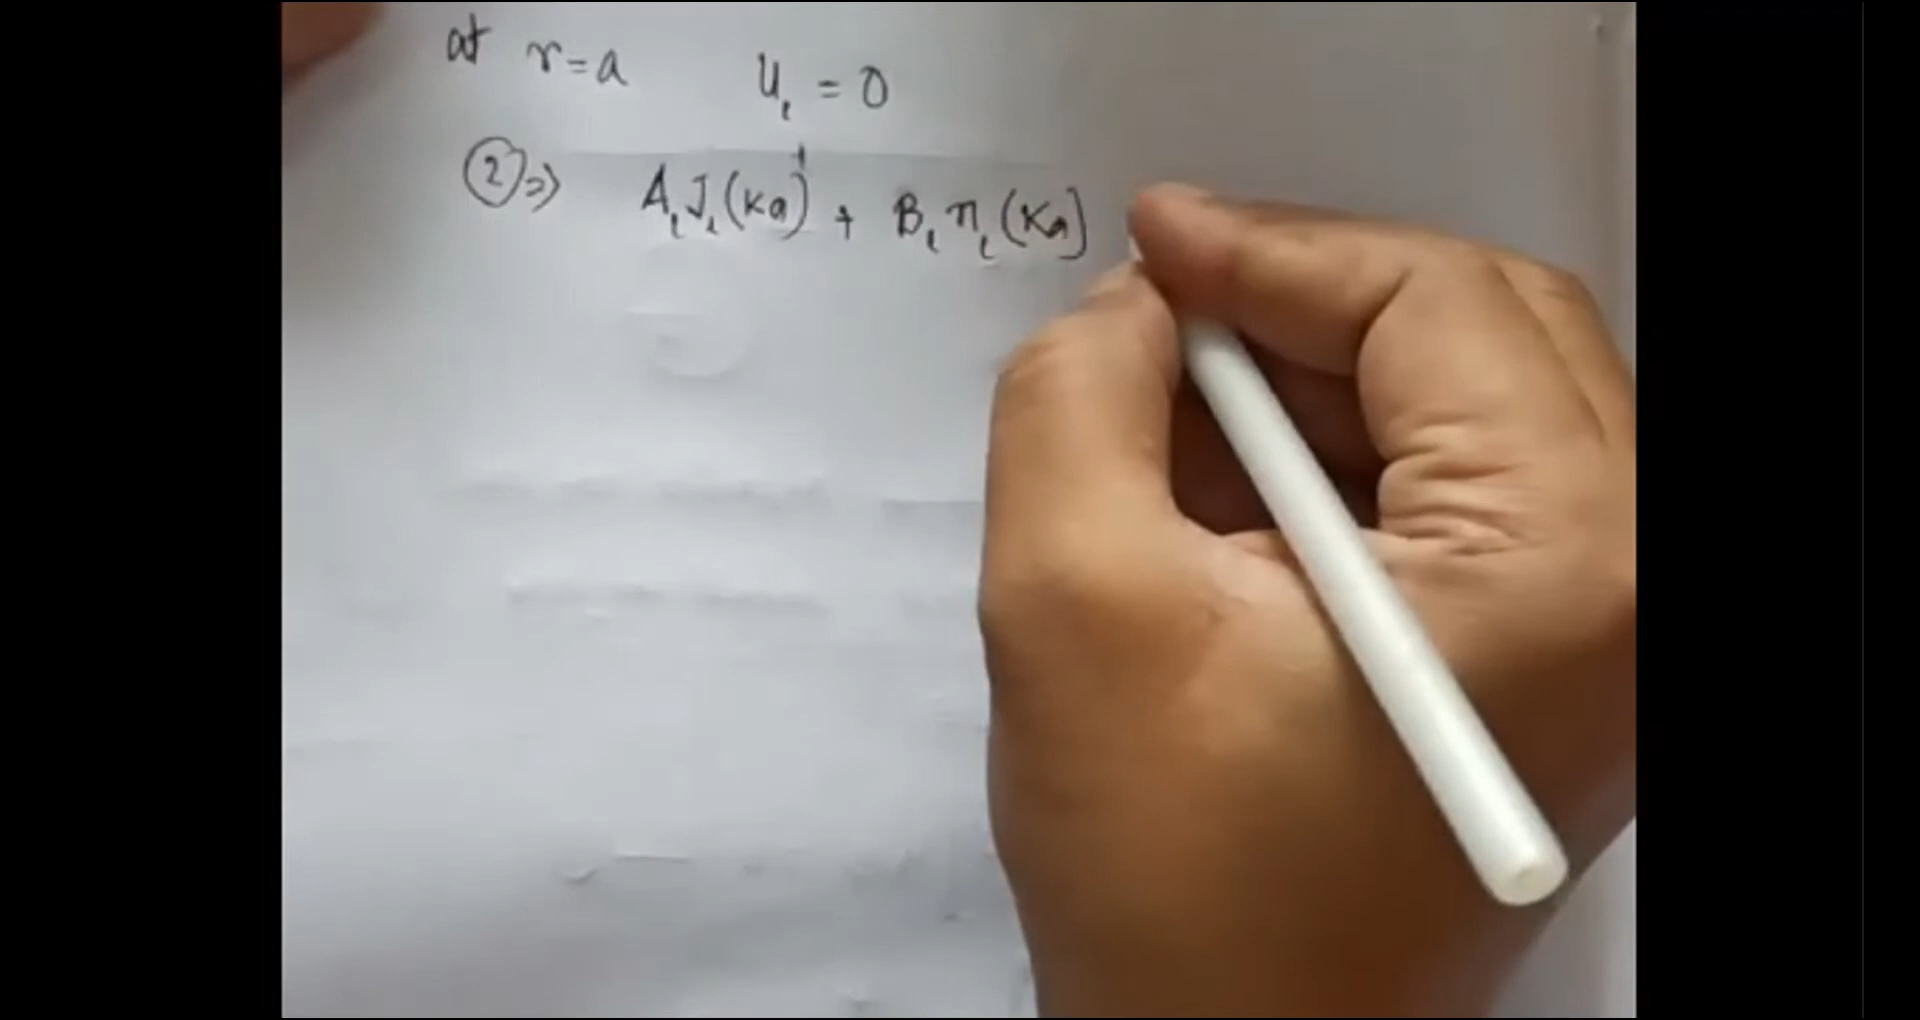 at r=a u_l = 0
② => A_l J_l (ka) + B_l n_l (ka)